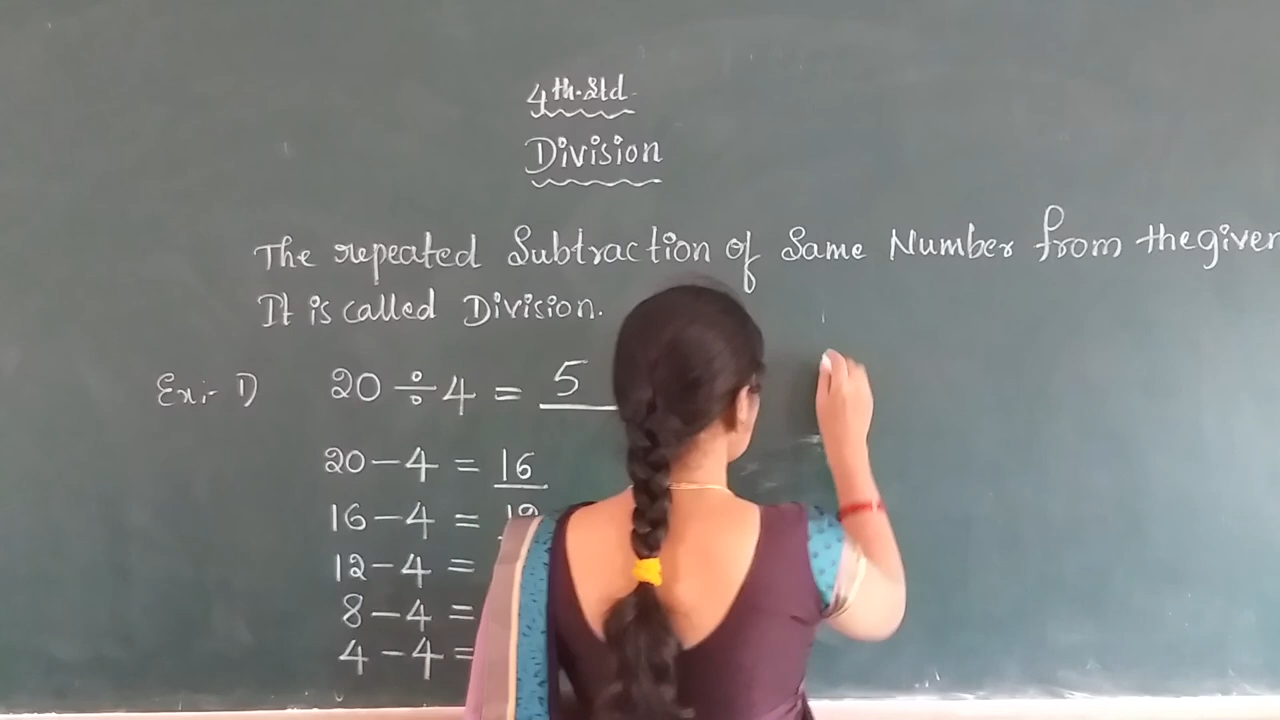 4th.Std.
Division
The repeated Subtraction of Same Number from the given
It is called Division.
Ex:- 1)
20 ÷ 4 = 5
20 - 4 = 16
16 - 4 = 12
12 - 4 =
8 - 4 =
4 - 4 =